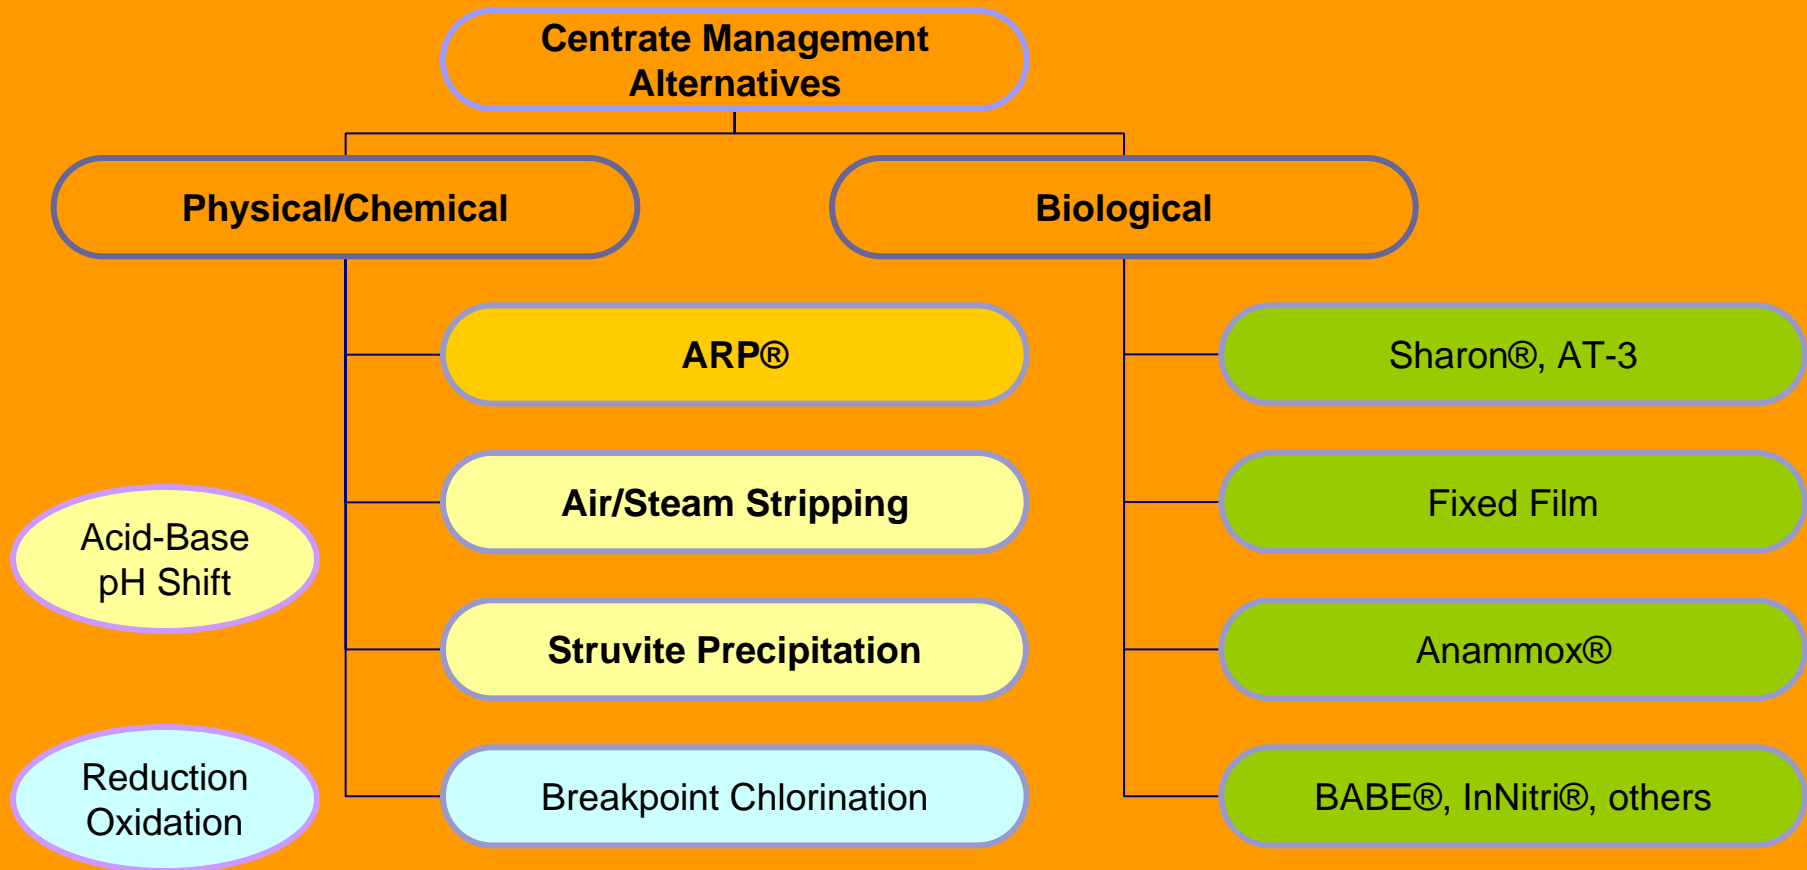 Centrate Management
Alternatives
Physical/Chemical
Biological
ARP®
Sharon®, AT-3
Air/Steam Stripping
Fixed Film
Acid-Base
pH Shift
Struvite Precipitation
Anammox®
Reduction
Oxidation
Breakpoint Chlorination
BABE®, InNitri®, others